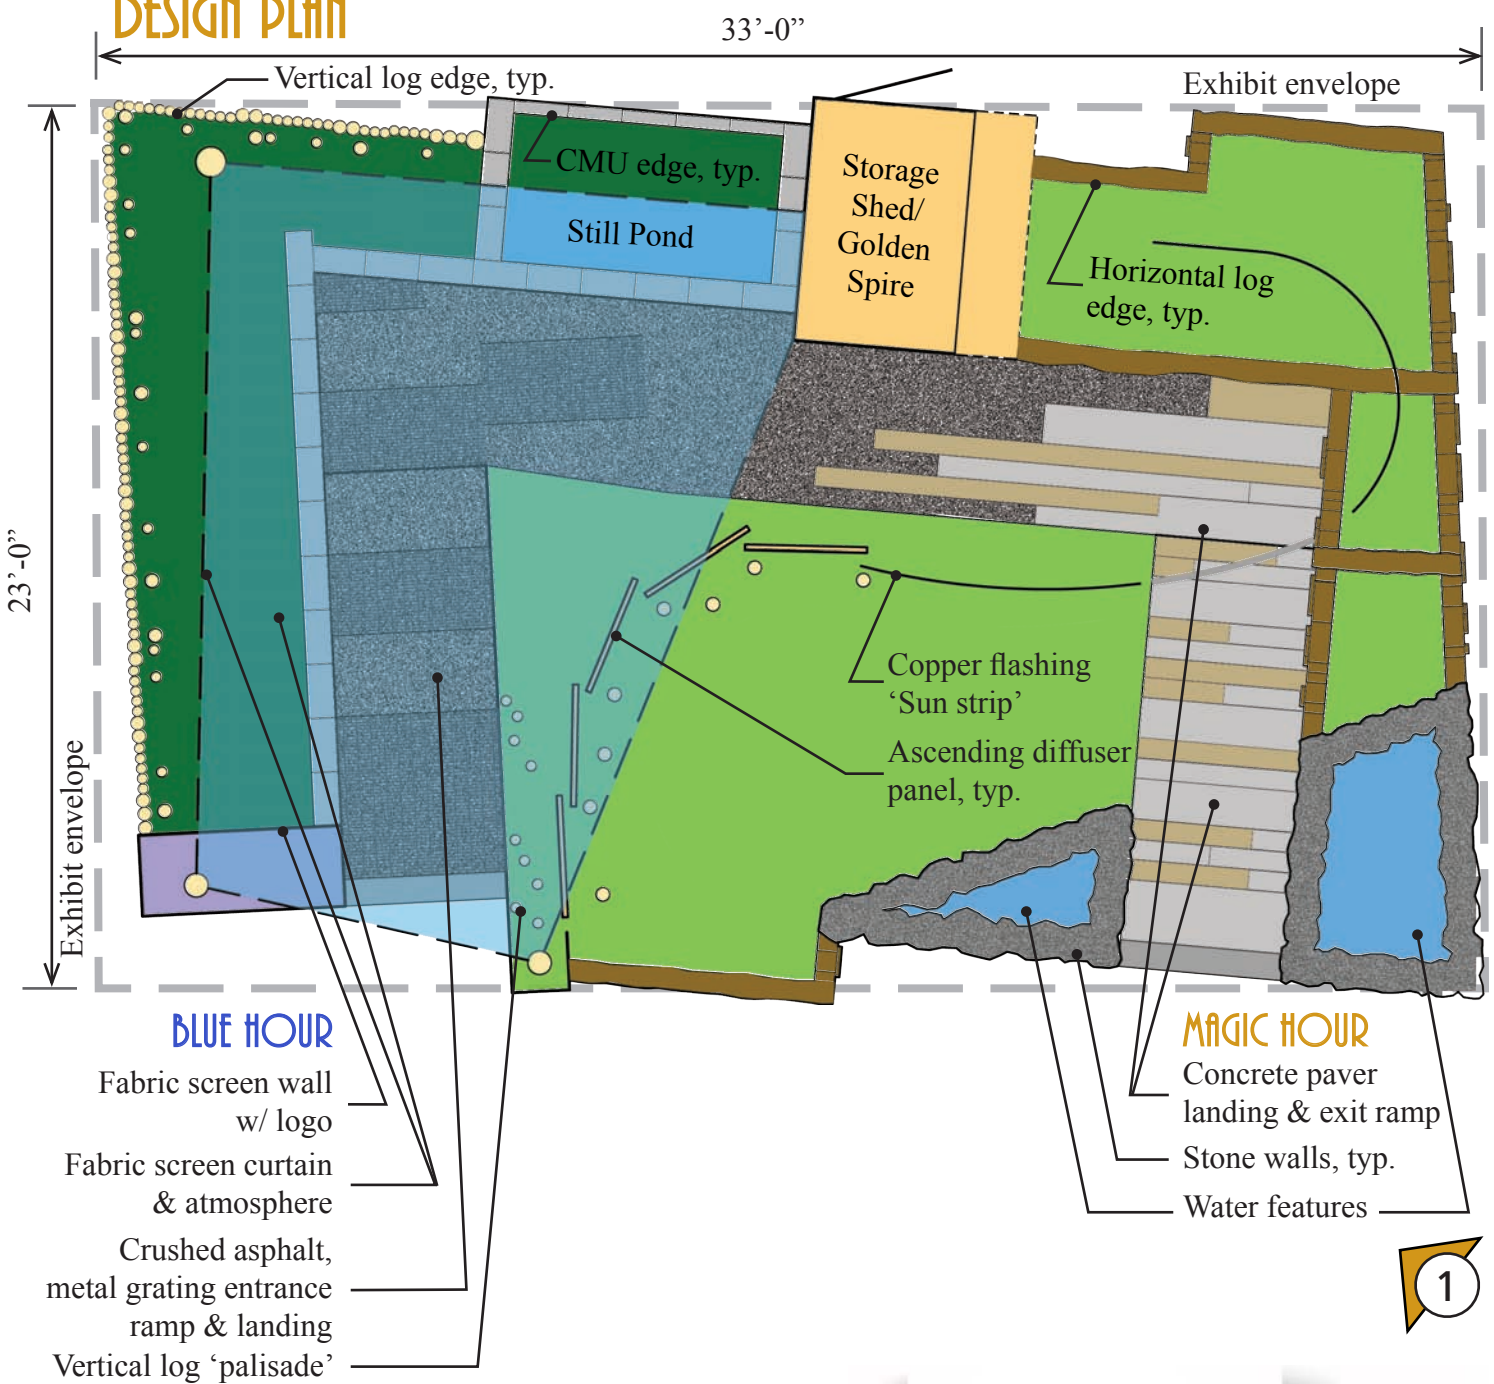 DESIGN PLAN
33’-0”
Vertical log edge, typ.
Exhibit envelope
CMU edge, typ.
Still Pond
Storage
Shed/
Golden
Spire
Horizontal log
edge, typ.
23’-0”
Exhibit envelope
Copper flashing
‘Sun strip’
Ascending diffuser
panel, typ.
BLUE HOUR
Fabric screen wall
w/ logo
Fabric screen curtain
& atmosphere
Crushed asphalt,
metal grating entrance
ramp & landing
Vertical log ‘palisade’
MAGIC HOUR
Concrete paver
landing & exit ramp
Stone walls, typ.
Water features
1